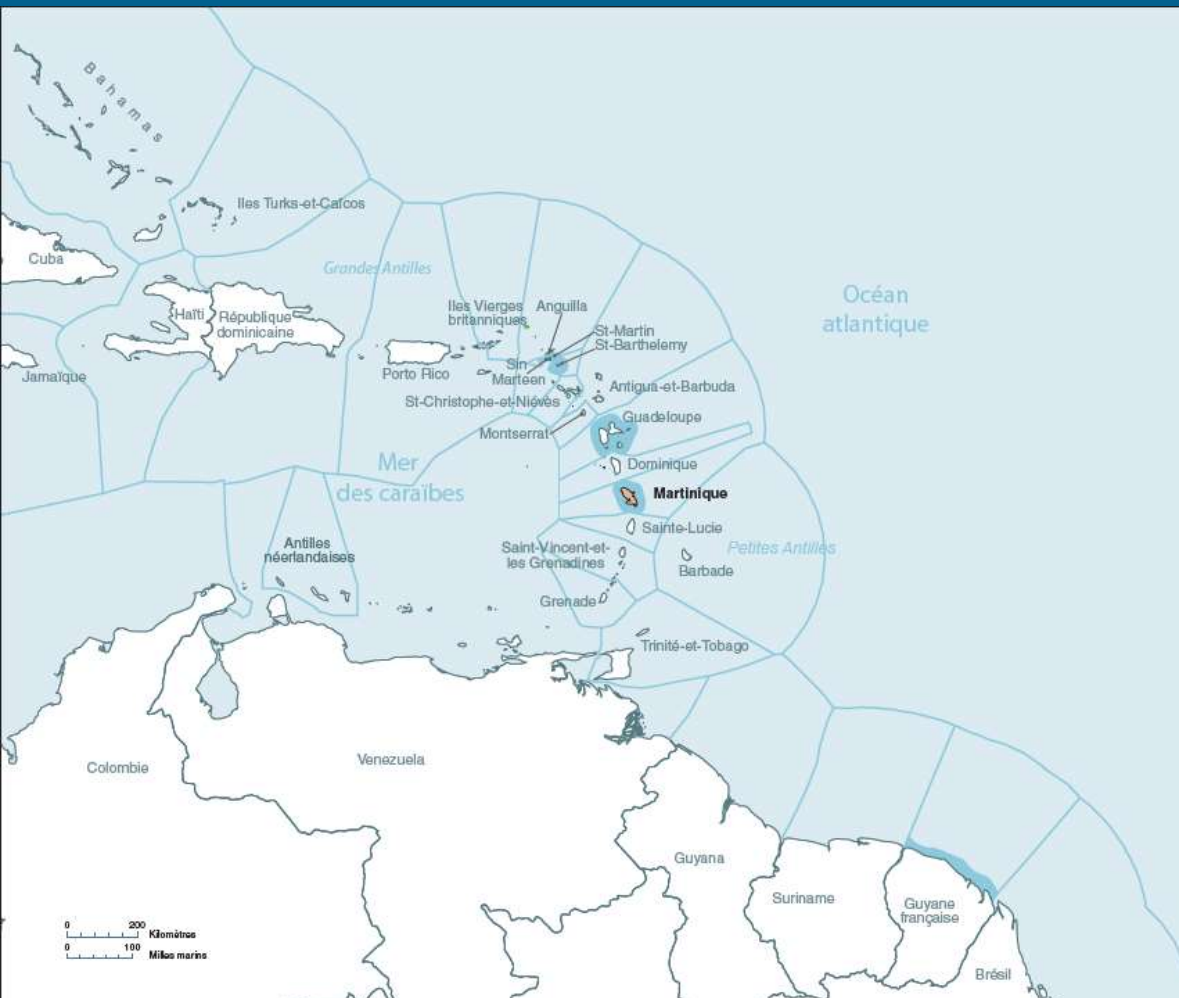 Bahamas
Iles Turks-et-Caïcos
Cuba
Grandes Antilles
Océan
atlantique
Haïti
République
dominicaine
Iles Vierges
britanniques
Anguilla
St-Martin
St-Barthelemy
Sin
Marteen
Jamaïque
Porto Rico
Antigua-et-Barbuda
St-Christophe-et-Niévès
Guadeloupe
Montserrat
Mer
des caraïbes
Dominique
Martinique
Sainte-Lucie
Antilles
néerlandaises
Saint-Vincent-et-
les Grenadines
Petites Antilles
Barbade
Grenade
Trinité-et-Tobago
Colombie
Venezuela
Guyana
Suriname
Guyane
française
Brésil
0 200 Kilomètres
0 100 Milles marins